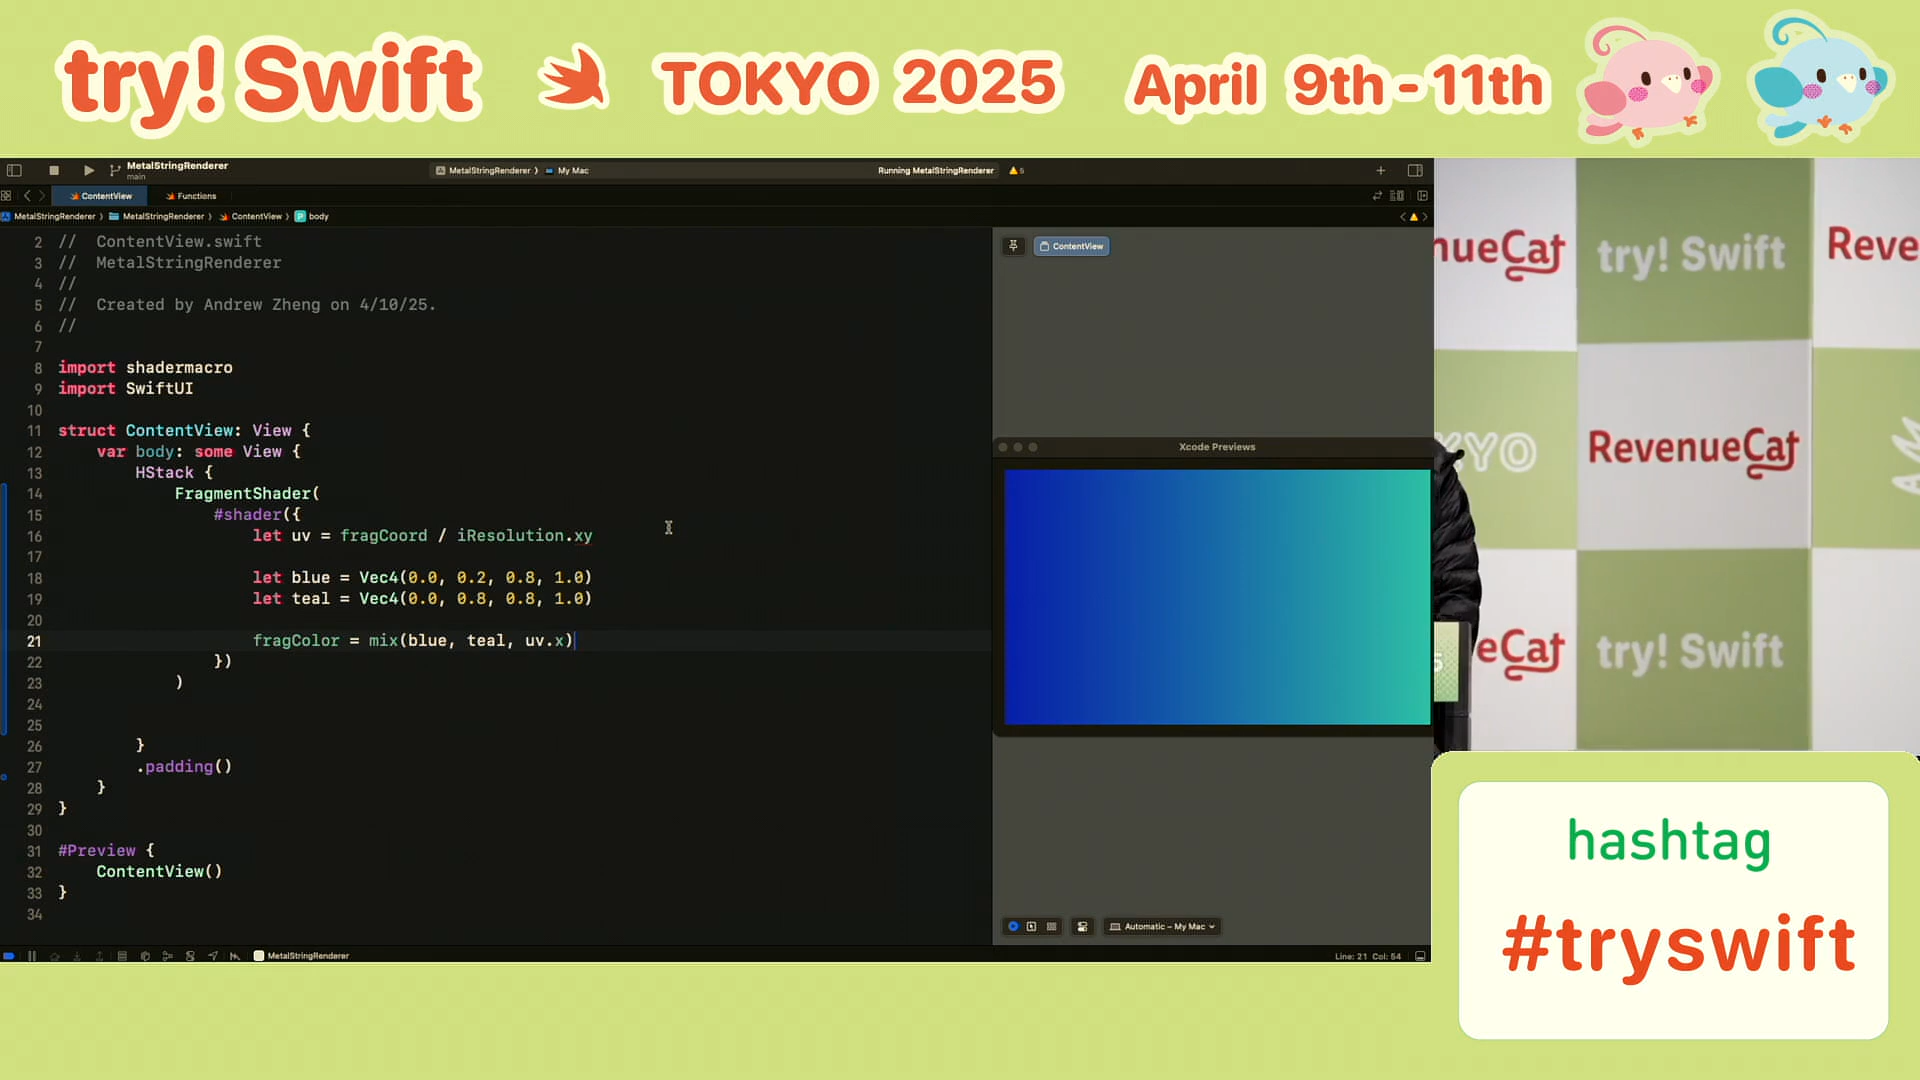 try! Swift TOKYO 2025 April 9th-11th
MetalStringRenderer
main
MetalStringRenderer 〉 My Mac
Running MetalStringRenderer
5
ContentView
Functions
MetalStringRenderer 〉 MetalStringRenderer 〉 ContentView 〉 P body
2 //  ContentView.swift
3 //  MetalStringRenderer
4 //
5 //  Created by Andrew Zheng on 4/10/25.
6 //
7
8 import shadermacro
9 import SwiftUI
10
11 struct ContentView: View {
12     var body: some View {
13         HStack {
14             FragmentShader(
15                 #shader({
16                     let uv = fragCoord / iResolution.xy
17
18                     let blue = Vec4(0.0, 0.2, 0.8, 1.0)
19                     let teal = Vec4(0.0, 0.8, 0.8, 1.0)
20
21                     fragColor = mix(blue, teal, uv.x)
22                 })
23             )
24
25
26         }
27         .padding()
28     }
29 }
30
31 #Preview {
32     ContentView()
33 }
34
ContentView
Xcode Previews
Automatic – My Mac
MetalStringRenderer
Line: 21 Col: 54
nueCat try! Swift Reve
KYO RevenueCat
5 eCat try! Swift
hashtag
#tryswift